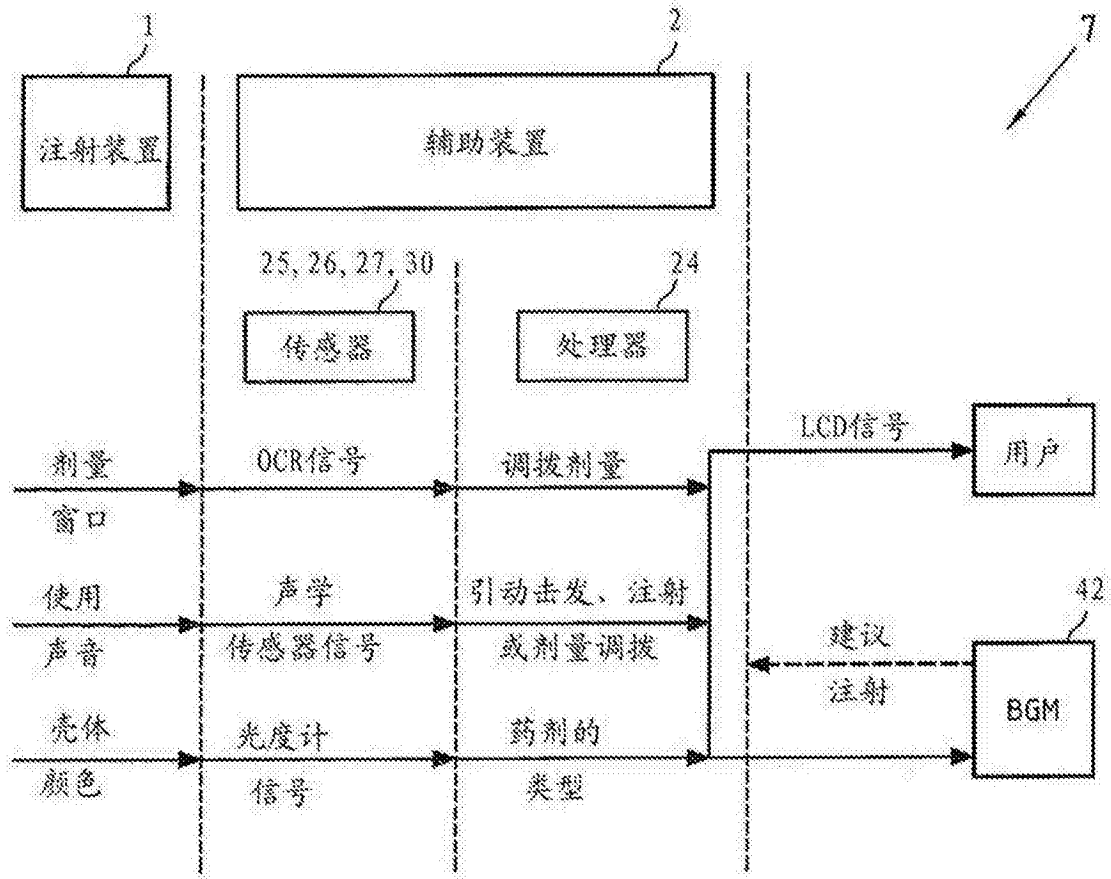 1
2
7
注射装置
辅助装置
25, 26, 27, 30
24
传感器
处理器
LCD信号
用户
剂量
OCR信号
调拨剂量
窗口
使用
声学
引动击发、注射
42
声音
传感器信号
或剂量调拨
建议
注射
BGM
壳体
光度计
药剂的
颜色
信号
类型